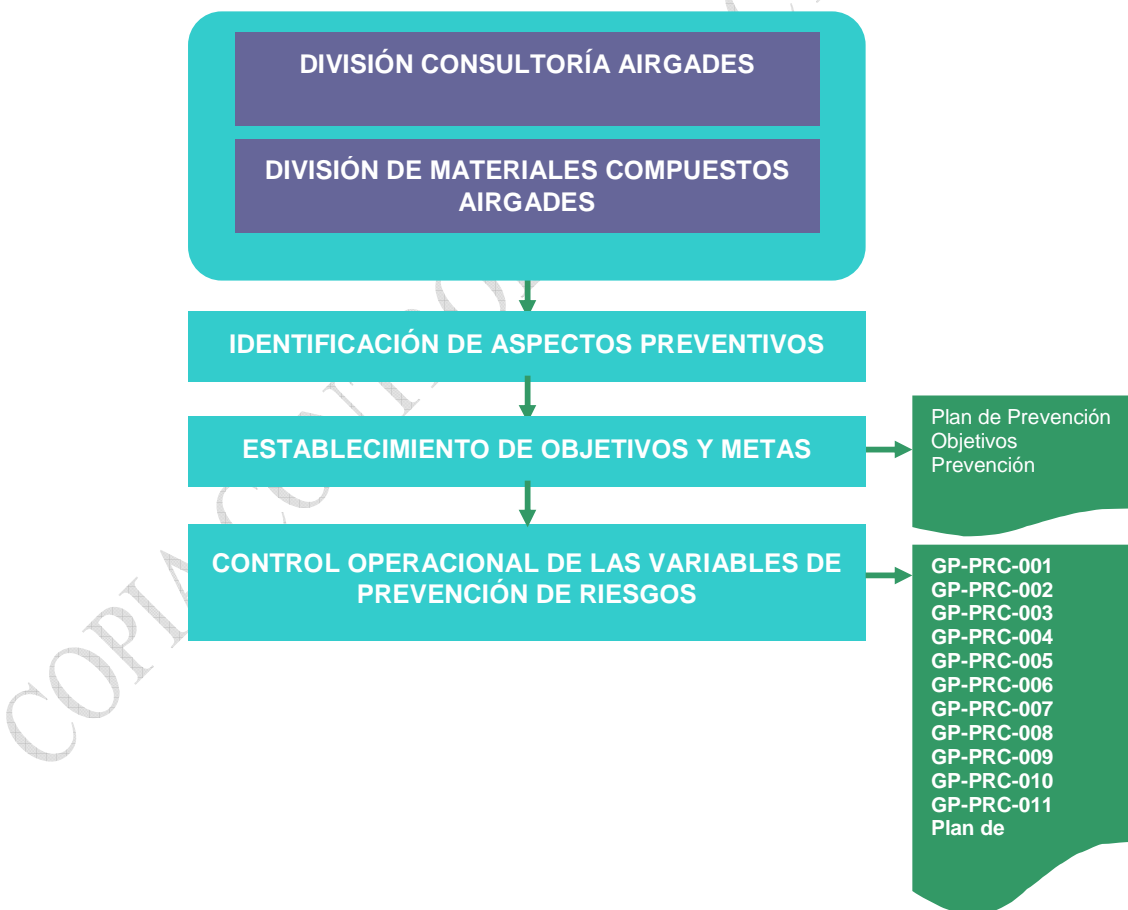 DIVISIÓN CONSULTORÍA AIRGADES
DIVISIÓN DE MATERIALES COMPUESTOS
AIRGADES
IDENTIFICACIÓN DE ASPECTOS PREVENTIVOS
ESTABLECIMIENTO DE OBJETIVOS Y METAS
Plan de Prevención
Objetivos
Prevención
CONTROL OPERACIONAL DE LAS VARIABLES DE
PREVENCIÓN DE RIESGOS
GP-PRC-001
GP-PRC-002
GP-PRC-003
GP-PRC-004
GP-PRC-005
GP-PRC-006
GP-PRC-007
GP-PRC-008
GP-PRC-009
GP-PRC-010
GP-PRC-011
Plan de
COPIA